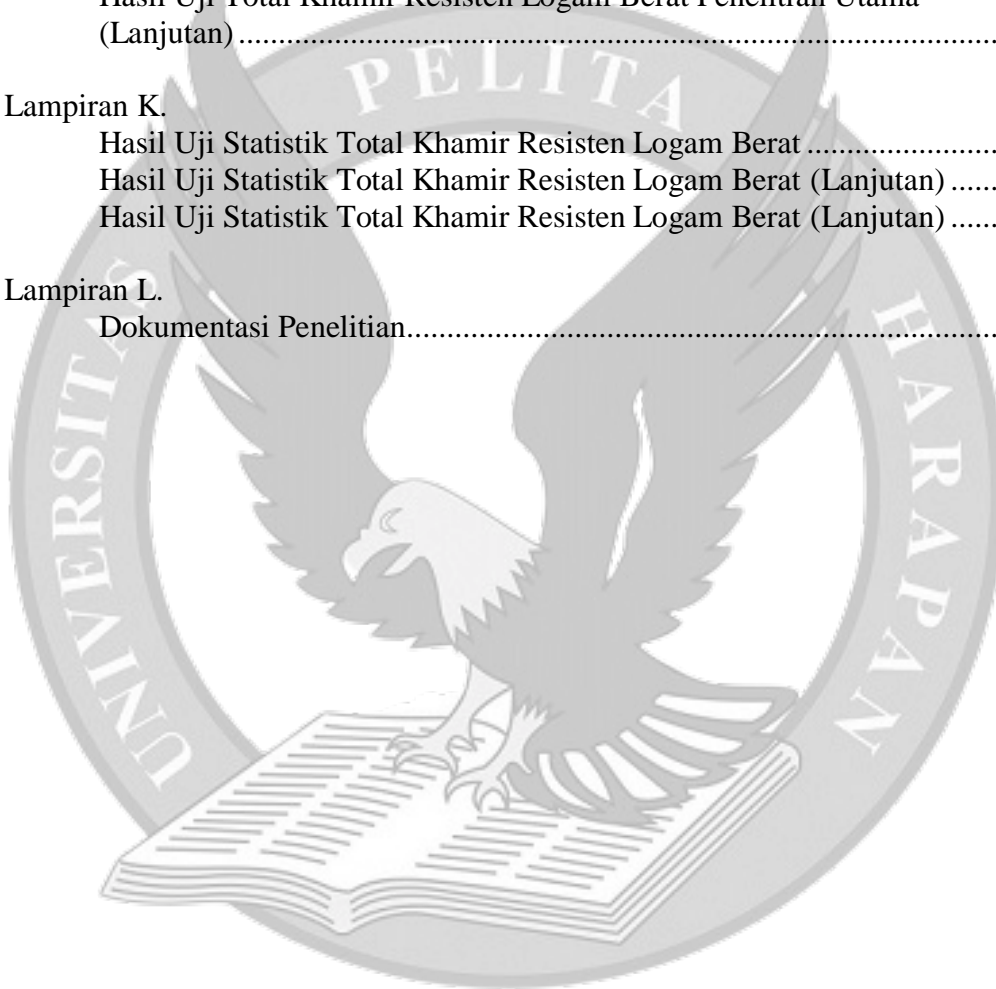 Hasil Uji Total Khamir Resisten Logam Berat Penelitian Utama
(Lanjutan)
Lampiran K.
Hasil Uji Statistik Total Khamir Resisten Logam Berat
Hasil Uji Statistik Total Khamir Resisten Logam Berat (Lanjutan)
Hasil Uji Statistik Total Khamir Resisten Logam Berat (Lanjutan)
Lampiran L.
Dokumentasi Penelitian
UNIVERSITAS PELITA HARAPAN